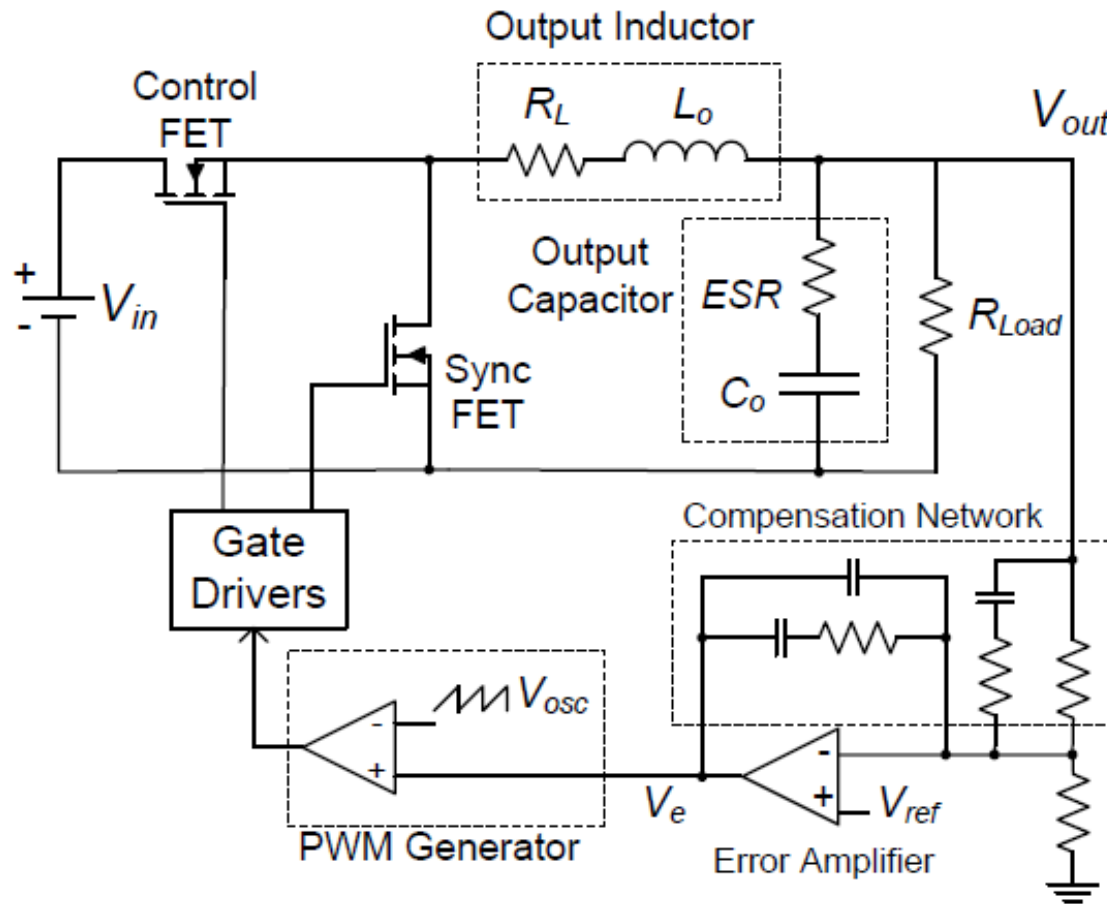 Output Inductor
Control
FET
R_L
L_o
V_out
+
V_in
-
Output
Capacitor
ESR
C_o
R_Load
Sync
FET
Gate
Drivers
Compensation Network
V_osc
-
+
PWM Generator
V_e
-
+
V_ref
Error Amplifier